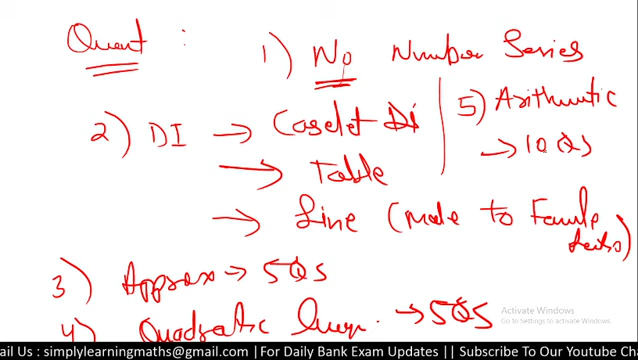 Quant :
1) No Number Series
2) DI → Caselet DI
→ Table
→ Line (Male to Female Ratio)
5) Arithmetic
→ 10 Qs
3) Approx → 5 Qs
4) Quadratic → 5 Qs
Activate Windows
Go to Settings to activate Windows.
ail Us : simplylearningmaths@gmail.com |For Daily Bank Exam Updates || Subscribe To Our Youtube Cha